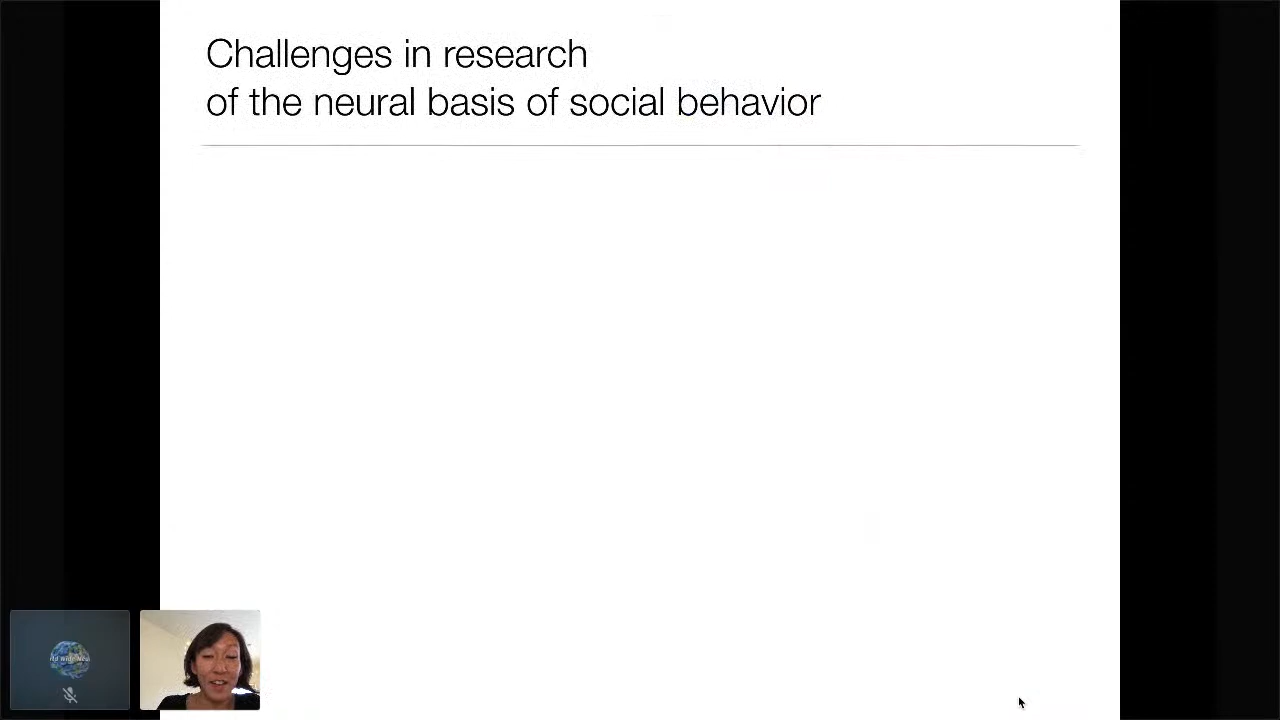 Challenges in research
of the neural basis of social behavior